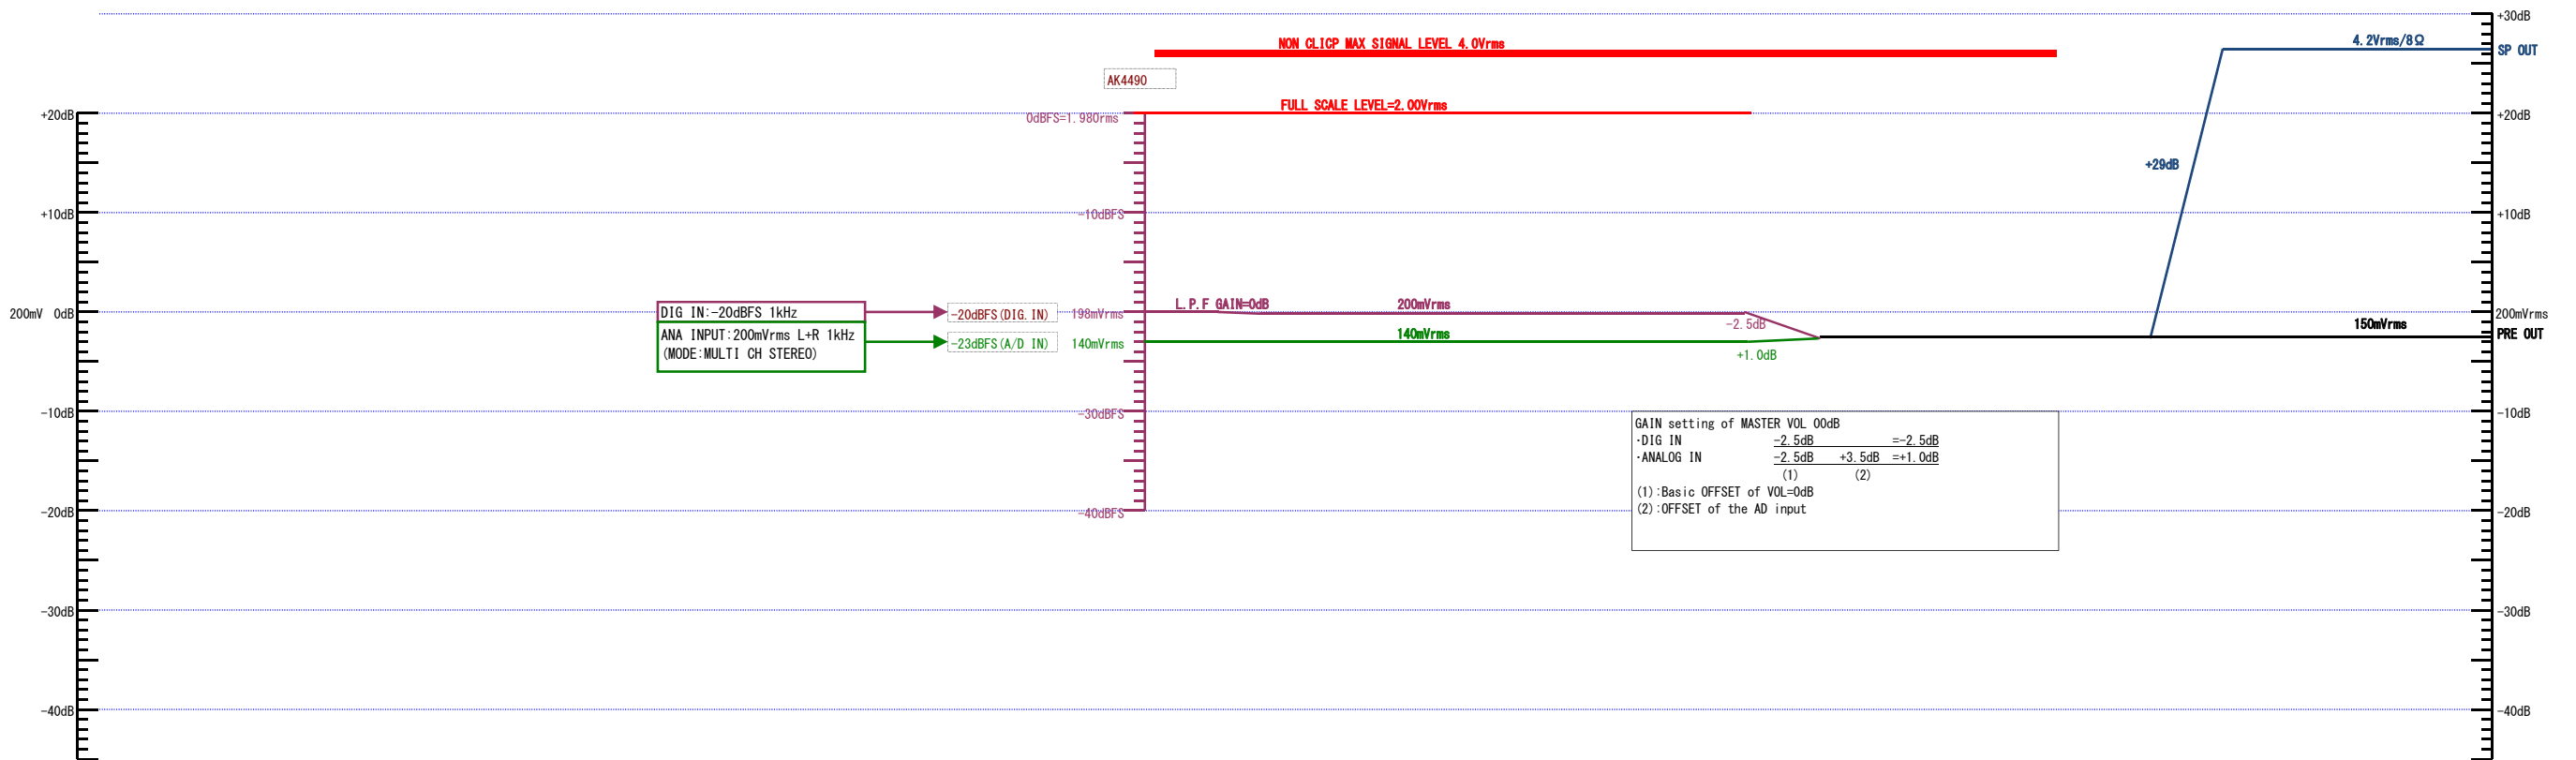 +30dB
4.2Vrms/8Ω
NON CLICP MAX SIGNAL LEVEL 4.0Vrms
SP OUT
AK4490
FULL SCALE LEVEL=2.00Vrms
+20dB
0dBFS=1.980rms
+20dB
+29dB
+10dB
-10dBFS
+10dB
L.P.F GAIN=0dB
200mVrms
200mV 0dB
DIG IN:-20dBFS 1kHz
-20dBFS(DIG.IN)
198mVrms
-2.5dB
150mVrms
200mVrms
ANA INPUT:200mVrms L+R 1kHz
(MODE:MULTI CH STEREO)
-23dBFS(A/D IN)
140mVrms
140mVrms
+1.0dB
PRE OUT
-10dB
-30dBFS
-10dB
GAIN setting of MASTER VOL 00dB
・DIG IN -2.5dB =-2.5dB
・ANALOG IN -2.5dB +3.5dB =+1.0dB
(1) (2)
(1):Basic OFFSET of VOL=0dB
(2):OFFSET of the AD input
-20dB
-40dBFS
-20dB
-30dB
-30dB
-40dB
-40dB